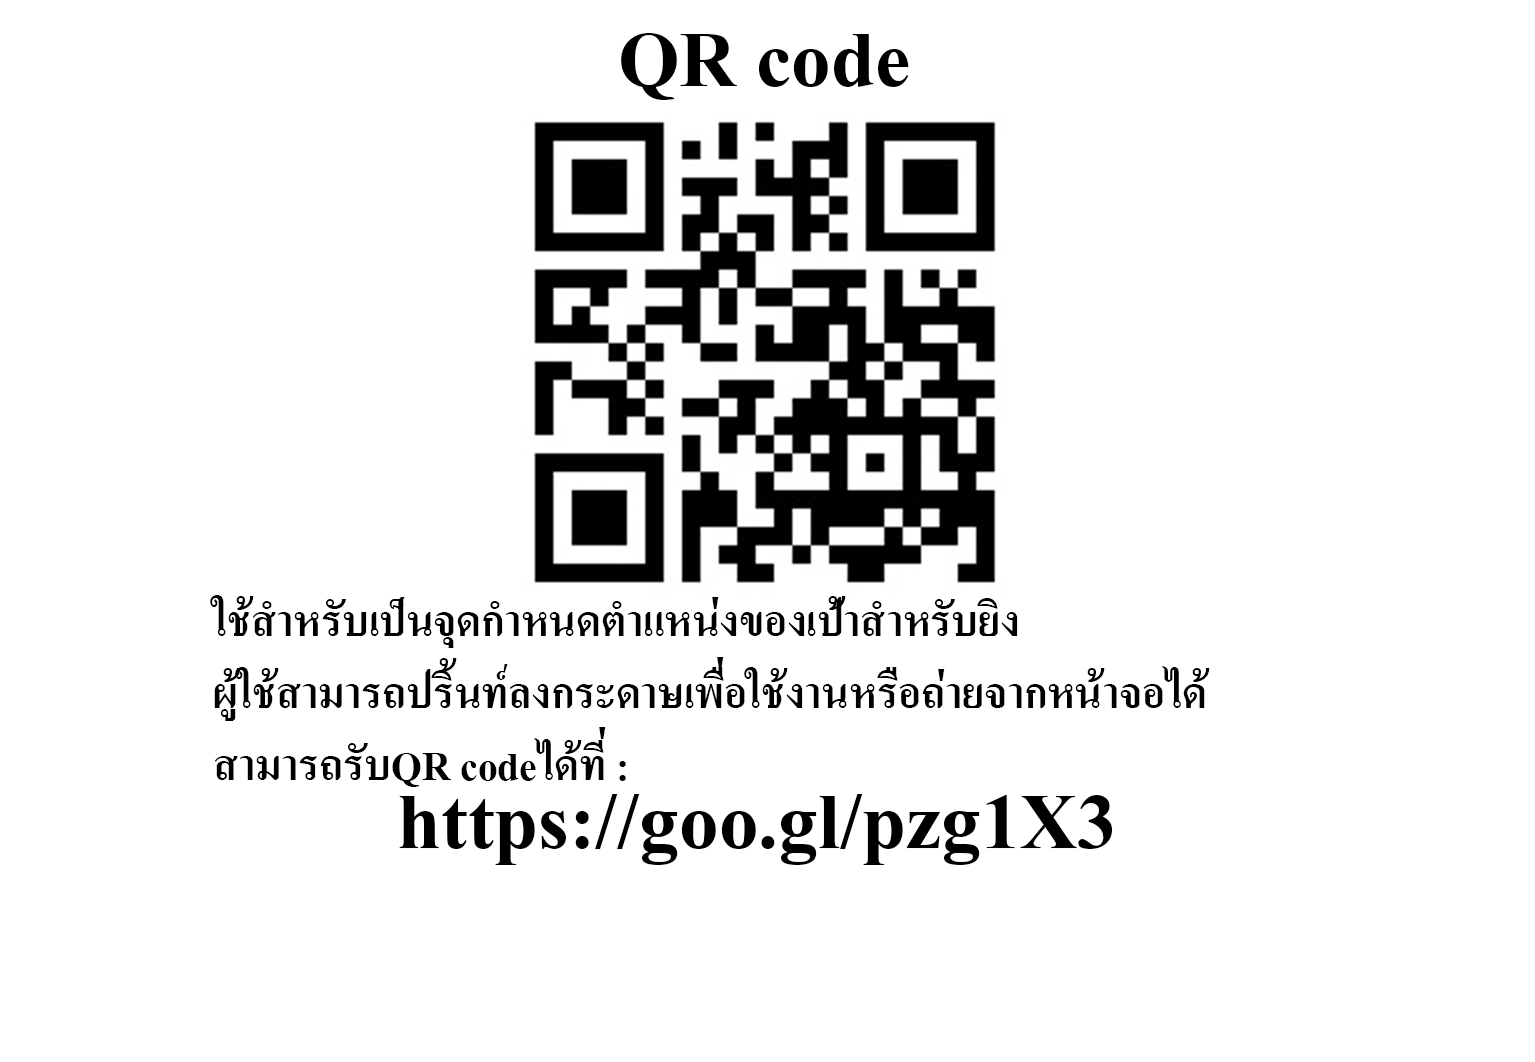 QR code
ใช้สำหรับเป็นจุดกำหนดตำแหน่งของเป้าสำหรับยิง
ผู้ใช้สามารถปริ้นท์ลงกระดาษเพื่อใช้งานหรือถ่ายจากหน้าจอได้
สามารถรับQR codeได้ที่ :
https://goo.gl/pzg1X3